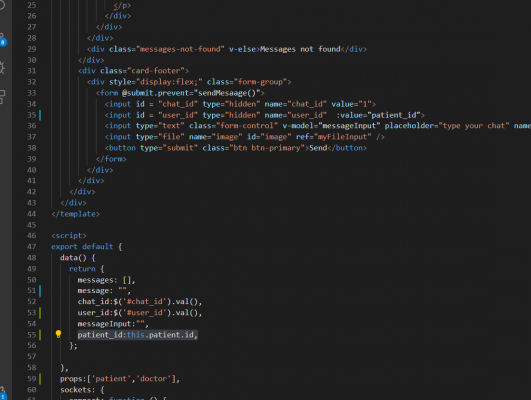 25 </p>
26 </div>
27 </div>
28 </div>
29 <div class="messages-not-found" v-else>Messages not found</div>
30 </div>
31 <div class="card-footer">
32 <div style="display:flex;" class="form-group">
33 <form @submit.prevent="sendMesaage()">
34 <input id = "chat_id" type="hidden" name="chat_id" value="1">
35 <input id = "user_id" type="hidden" name="user_id" :value="patient_id">
36 <input type="text" class="form-control" v-model="messageInput" placeholder="type your chat" nam
37 <input type="file" name="image" id="image" ref="myFileInput" />
38 <button type="submit" class="btn btn-primary">Send</button>
39 </form>
40 </div>
41 </div>
42 </div>
43 </div>
44 </template>
45
46 <script>
47 export default {
48 data() {
49 return {
50 messages: [],
51 message: "",
52 chat_id:$('#chat_id').val(),
53 user_id:$('#user_id').val(),
54 messageInput:"",
55 patient_id:this.patient.id,
56 };
57
58 },
59 props:['patient','doctor'],
60 sockets: {